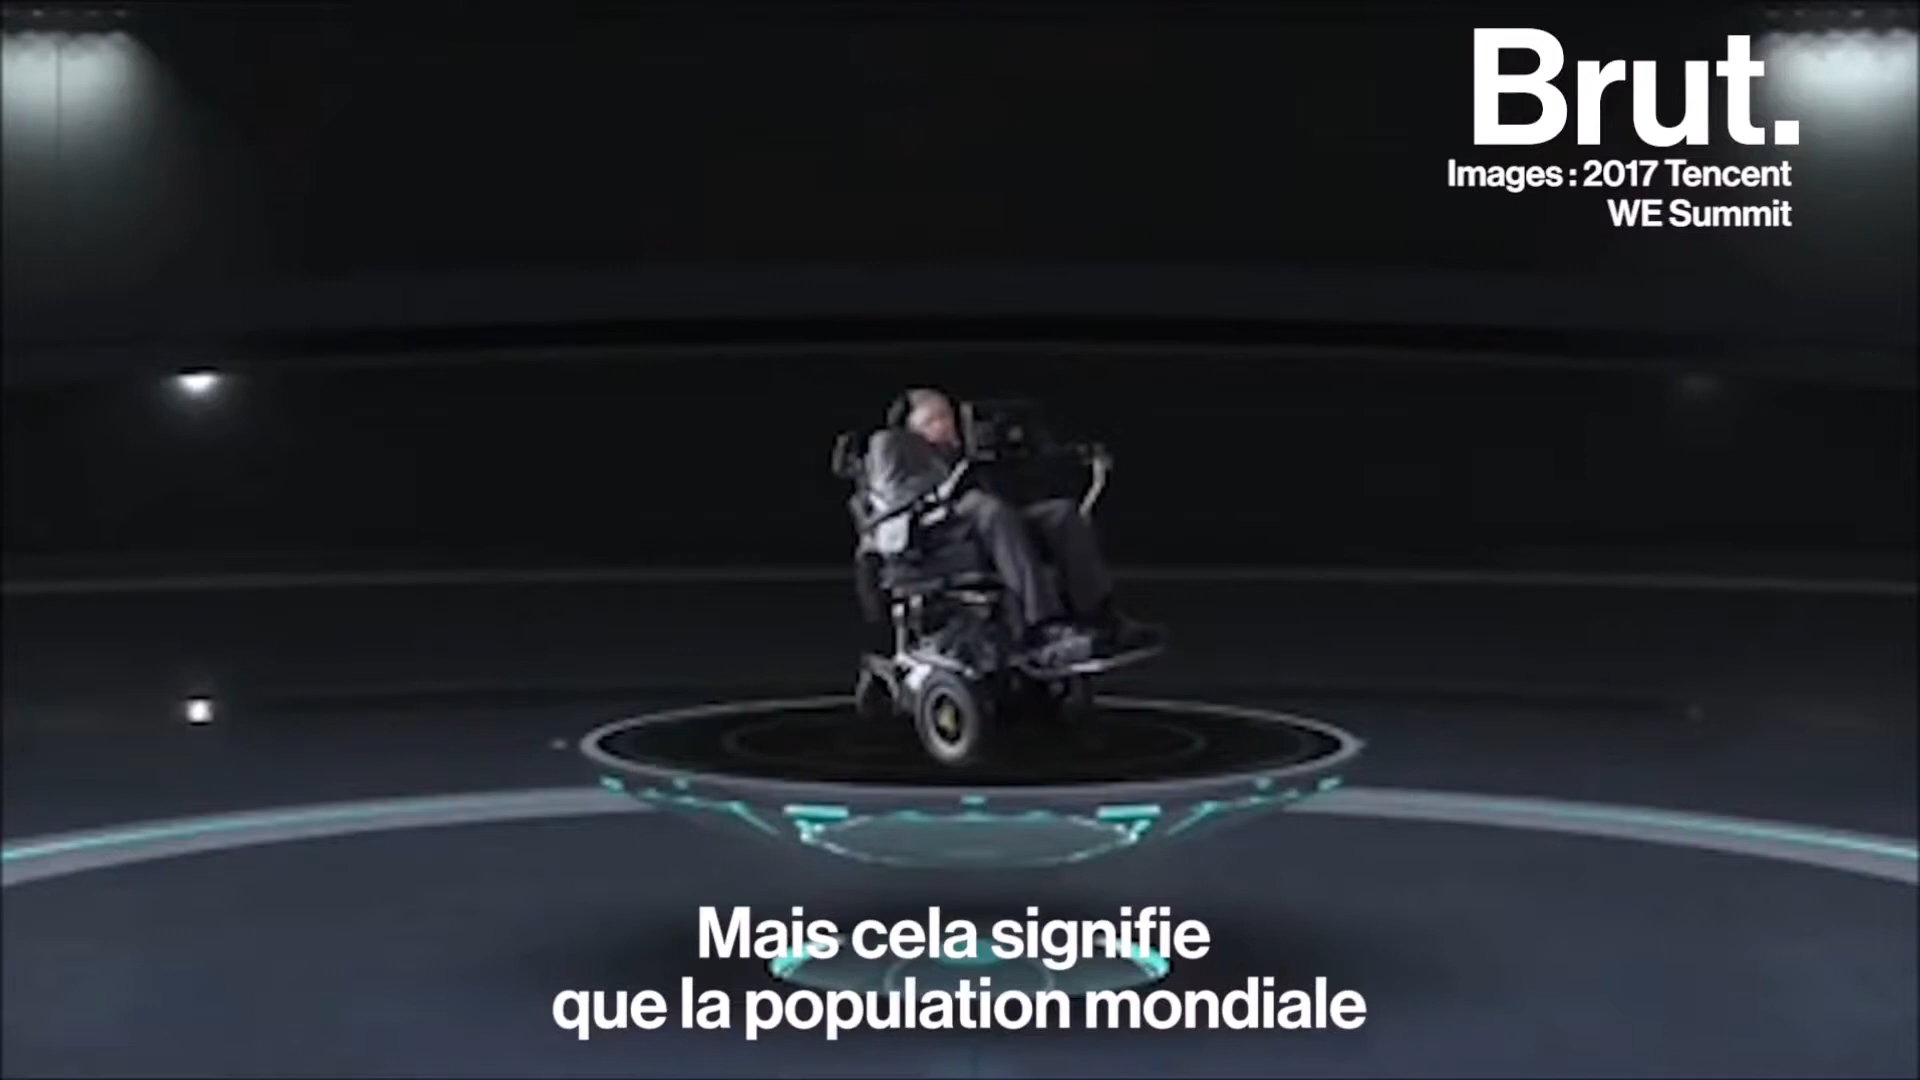 Brut.
Images : 2017 Tencent
WE Summit
Mais cela signifie
que la population mondiale